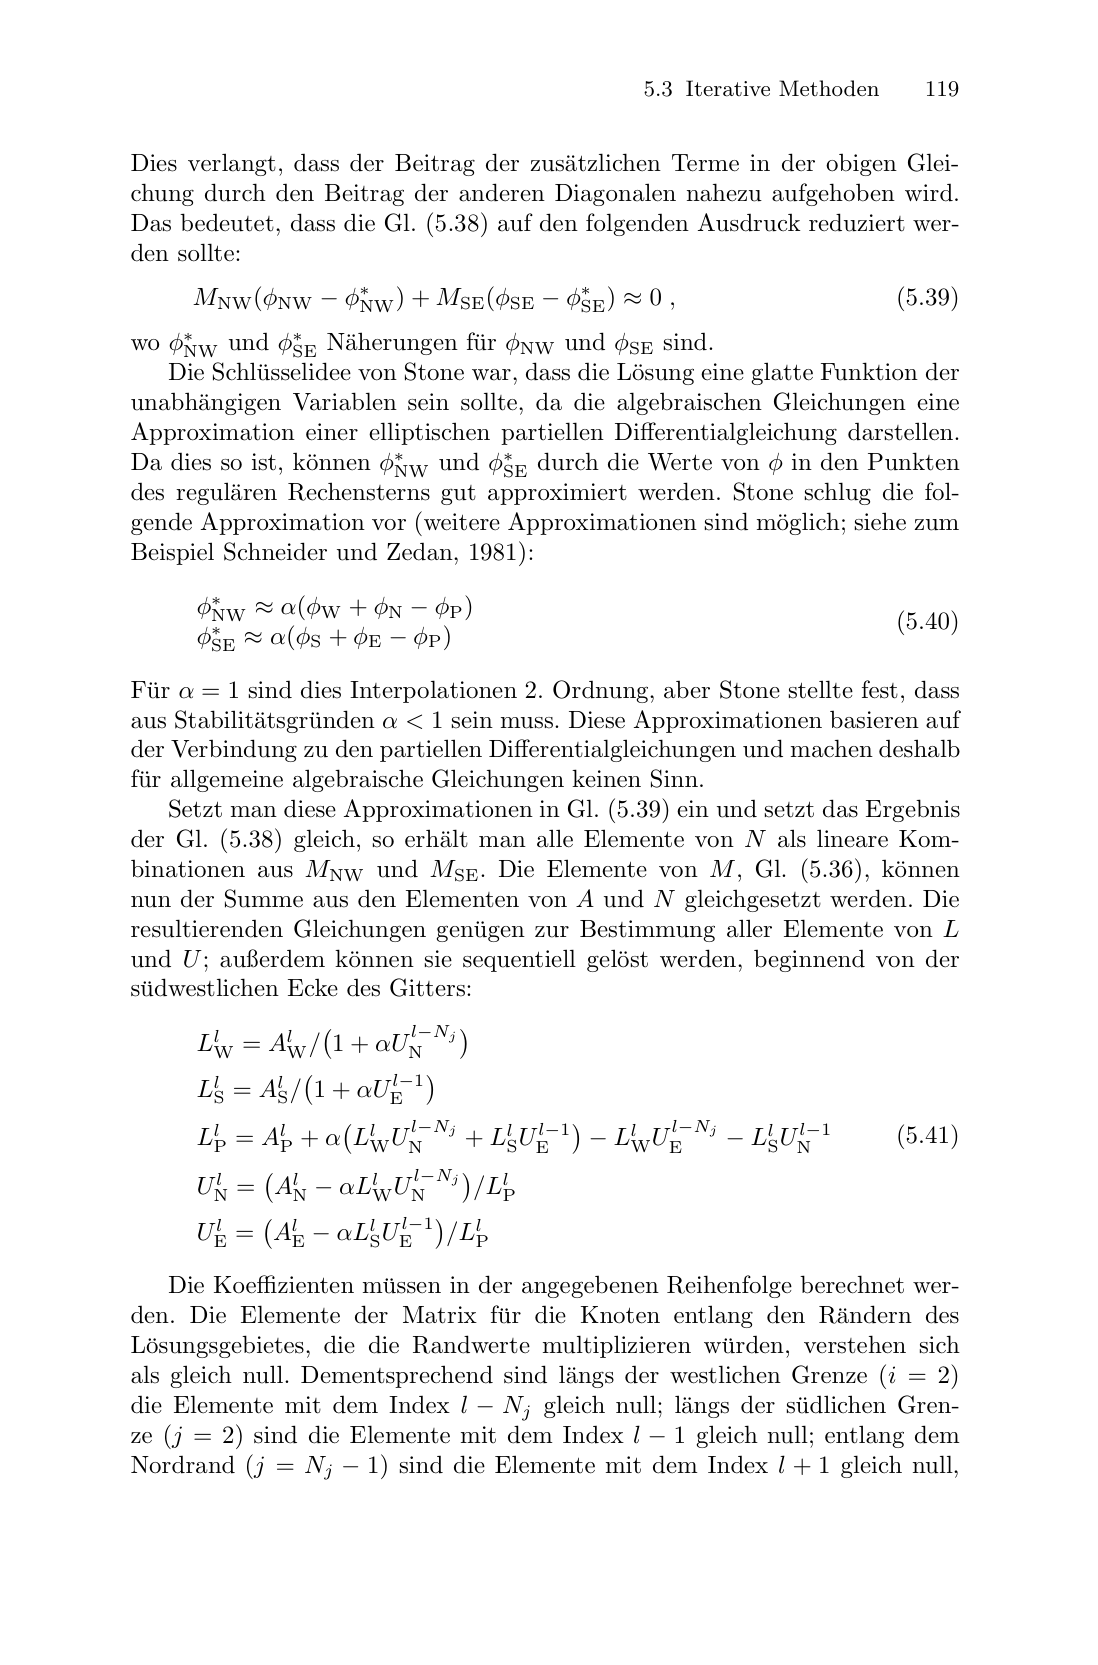 5.3 Iterative Methoden 119
Dies verlangt, dass der Beitrag der zusätzlichen Terme in der obigen Glei-
chung durch den Beitrag der anderen Diagonalen nahezu aufgehoben wird.
Das bedeutet, dass die Gl. (5.38) auf den folgenden Ausdruck reduziert wer-
den sollte:
$M_{\mathrm{NW}}(\phi_{\mathrm{NW}} - \phi^*_{\mathrm{NW}}) + M_{\mathrm{SE}}(\phi_{\mathrm{SE}} - \phi^*_{\mathrm{SE}}) \approx 0$ , (5.39)
wo $\phi^*_{\mathrm{NW}}$ und $\phi^*_{\mathrm{SE}}$ Näherungen für $\phi_{\mathrm{NW}}$ und $\phi_{\mathrm{SE}}$ sind.
Die Schlüsselidee von Stone war, dass die Lösung eine glatte Funktion der
unabhängigen Variablen sein sollte, da die algebraischen Gleichungen eine
Approximation einer elliptischen partiellen Differentialgleichung darstellen.
Da dies so ist, können $\phi^*_{\mathrm{NW}}$ und $\phi^*_{\mathrm{SE}}$ durch die Werte von $\phi$ in den Punkten
des regulären Rechensterns gut approximiert werden. Stone schlug die fol-
gende Approximation vor (weitere Approximationen sind möglich; siehe zum
Beispiel Schneider und Zedan, 1981):
$\phi^*_{\mathrm{NW}} \approx \alpha(\phi_{\mathrm{W}} + \phi_{\mathrm{N}} - \phi_{\mathrm{P}})$
$\phi^*_{\mathrm{SE}} \approx \alpha(\phi_{\mathrm{S}} + \phi_{\mathrm{E}} - \phi_{\mathrm{P}})$ (5.40)
Für $\alpha = 1$ sind dies Interpolationen 2. Ordnung, aber Stone stellte fest, dass
aus Stabilitätsgründen $\alpha < 1$ sein muss. Diese Approximationen basieren auf
der Verbindung zu den partiellen Differentialgleichungen und machen deshalb
für allgemeine algebraische Gleichungen keinen Sinn.
Setzt man diese Approximationen in Gl. (5.39) ein und setzt das Ergebnis
der Gl. (5.38) gleich, so erhält man alle Elemente von $N$ als lineare Kom-
binationen aus $M_{\mathrm{NW}}$ und $M_{\mathrm{SE}}$. Die Elemente von $M$, Gl. (5.36), können
nun der Summe aus den Elementen von $A$ und $N$ gleichgesetzt werden. Die
resultierenden Gleichungen genügen zur Bestimmung aller Elemente von $L$
und $U$; außerdem können sie sequentiell gelöst werden, beginnend von der
südwestlichen Ecke des Gitters:
$L^l_{\mathrm{W}} = A^l_{\mathrm{W}}/(1 + \alpha U^{l-N_j}_{\mathrm{N}})$
$L^l_{\mathrm{S}} = A^l_{\mathrm{S}}/(1 + \alpha U^{l-1}_{\mathrm{E}})$
$L^l_{\mathrm{P}} = A^l_{\mathrm{P}} + \alpha(L^l_{\mathrm{W}} U^{l-N_j}_{\mathrm{N}} + L^l_{\mathrm{S}} U^{l-1}_{\mathrm{E}}) - L^l_{\mathrm{W}} U^{l-N_j}_{\mathrm{E}} - L^l_{\mathrm{S}} U^{l-1}_{\mathrm{N}}$ (5.41)
$U^l_{\mathrm{N}} = (A^l_{\mathrm{N}} - \alpha L^l_{\mathrm{W}} U^{l-N_j}_{\mathrm{N}})/L^l_{\mathrm{P}}$
$U^l_{\mathrm{E}} = (A^l_{\mathrm{E}} - \alpha L^l_{\mathrm{S}} U^{l-1}_{\mathrm{E}})/L^l_{\mathrm{P}}$
Die Koeffizienten müssen in der angegebenen Reihenfolge berechnet wer-
den. Die Elemente der Matrix für die Knoten entlang den Rändern des
Lösungsgebietes, die die Randwerte multiplizieren würden, verstehen sich
als gleich null. Dementsprechend sind längs der westlichen Grenze ($i = 2$)
die Elemente mit dem Index $l - N_j$ gleich null; längs der südlichen Gren-
ze ($j = 2$) sind die Elemente mit dem Index $l - 1$ gleich null; entlang dem
Nordrand ($j = N_j - 1$) sind die Elemente mit dem Index $l + 1$ gleich null,